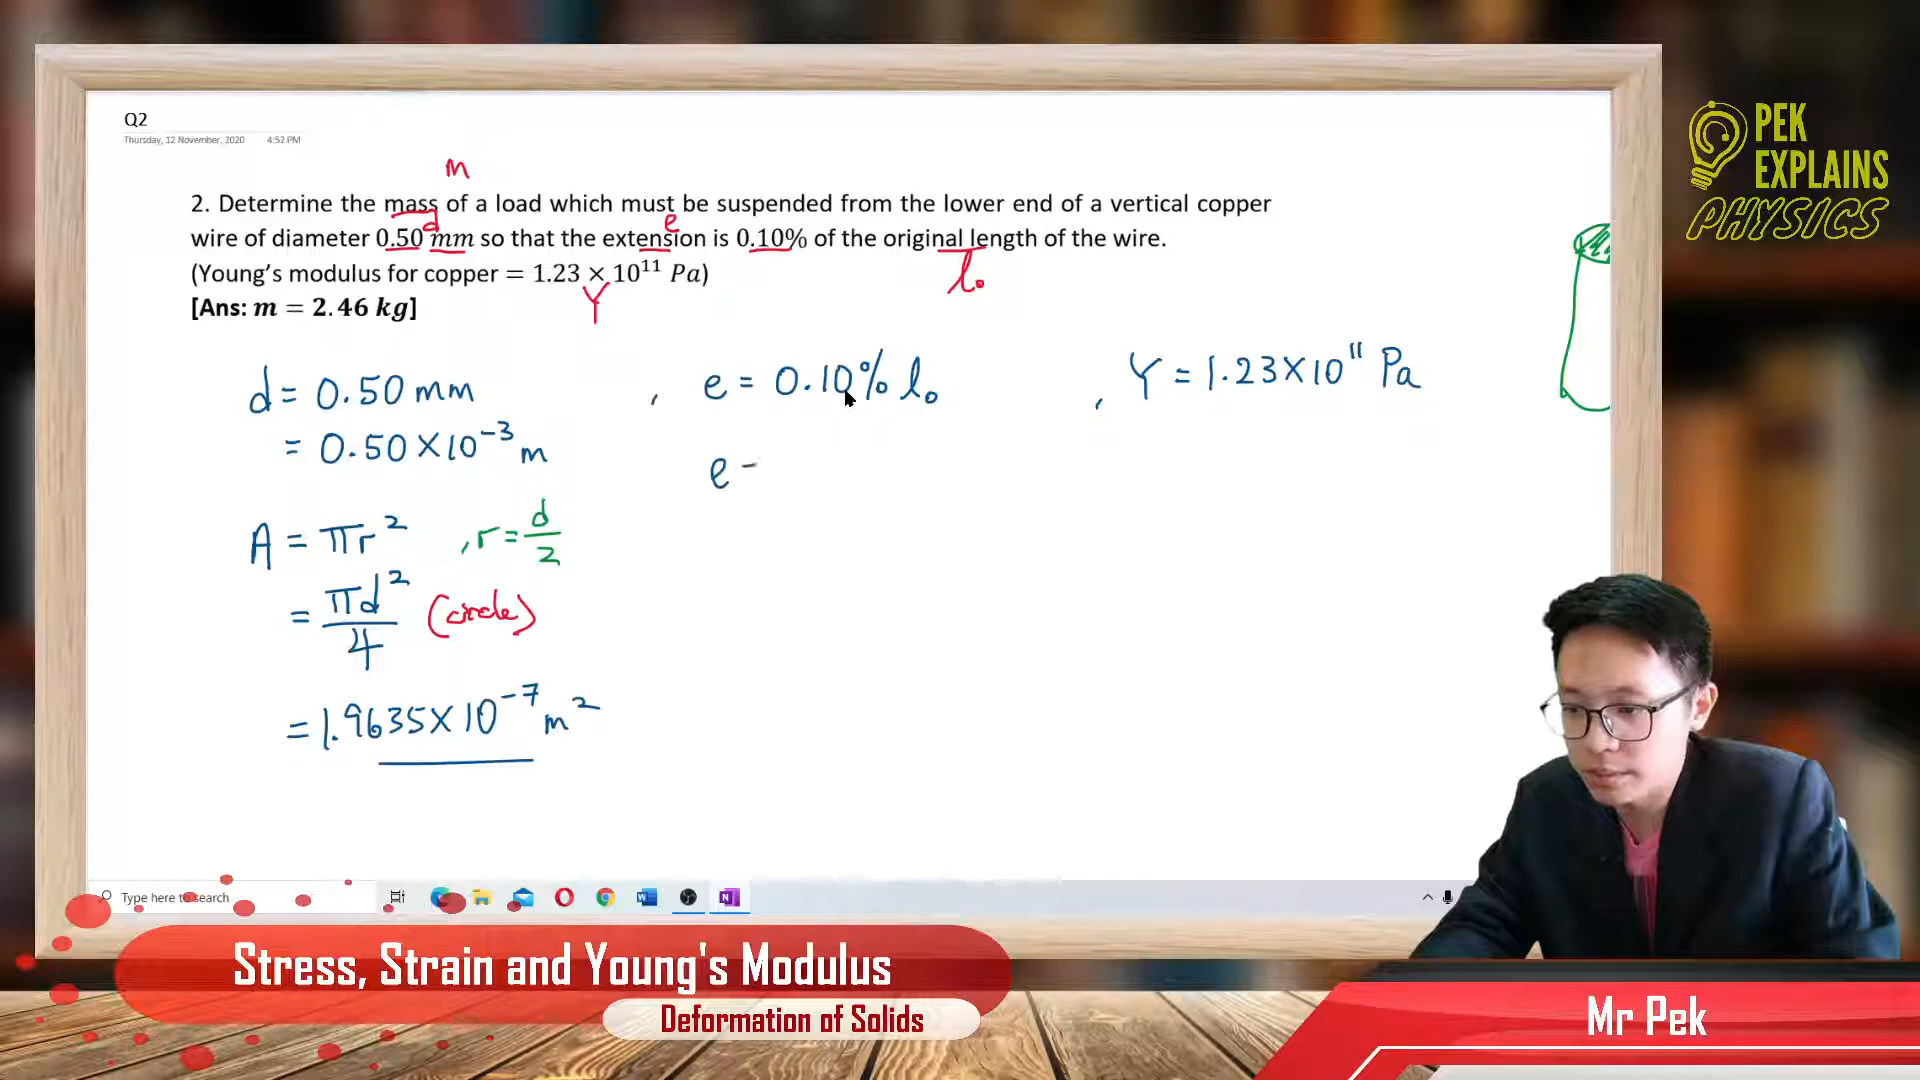 PEK
EXPLAINS
PHYSICS
Q2
Thursday, 12 November, 2020 4:52 PM
m
2. Determine the mass of a load which must be suspended from the lower end of a vertical copper
d e
wire of diameter 0.50 mm so that the extension is 0.10% of the original length of the wire.
(Young's modulus for copper = 1.23 × 10¹¹ Pa)
Y l₀
[Ans: m = 2.46 kg]
d = 0.50 mm , e = 0.10% l₀ , Y = 1.23×10¹¹ Pa
= 0.50×10⁻³ m
e -
A = πr² , r = d/2
= πd²/4 (circle)
= 1.9635×10⁻⁷ m²
Type here to search
Stress, Strain and Young's Modulus
Deformation of Solids
Mr Pek